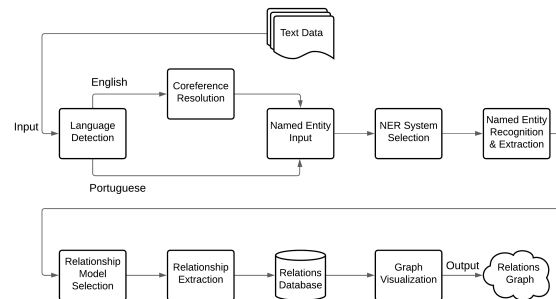 Text Data
English
Coreference
Resolution
Input
Language
Detection
Named Entity
Input
NER System
Selection
Named Entity
Recognition
& Extraction
Portuguese
Relationship
Model
Selection
Relationship
Extraction
Relations
Database
Graph
Visualization
Output
Relations
Graph